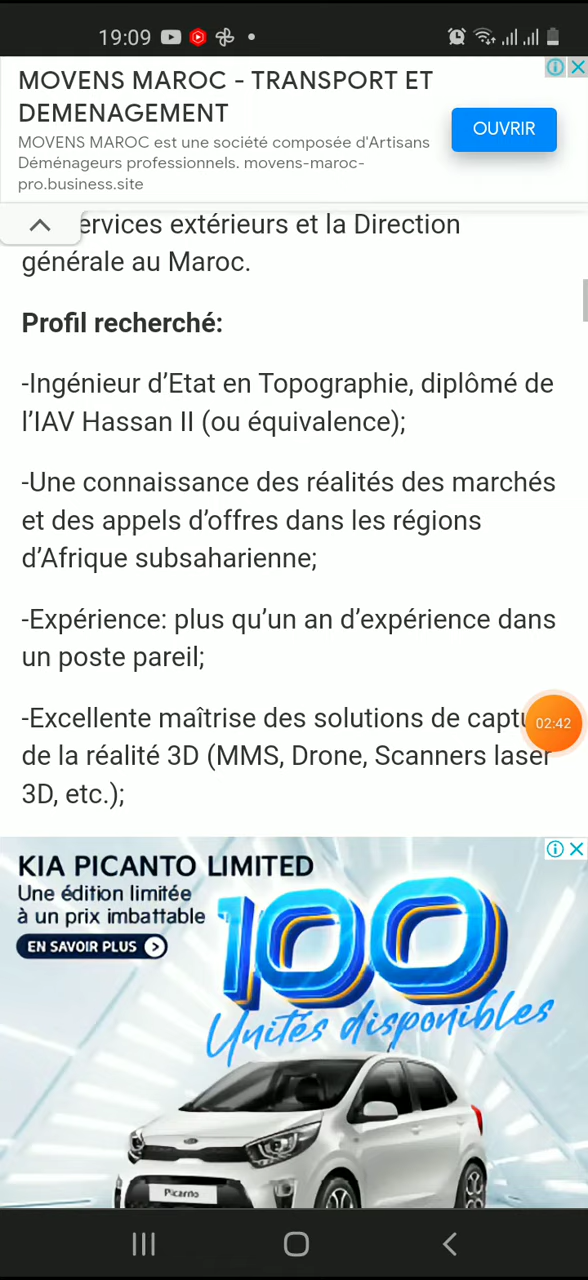 19:09
MOVENS MAROC - TRANSPORT ET
DEMENAGEMENT
MOVENS MAROC est une société composée d'Artisans
Déménageurs professionnels. movens-maroc-
pro.business.site
OUVRIR
ervices extérieurs et la Direction
générale au Maroc.
Profil recherché:
-Ingénieur d’Etat en Topographie, diplômé de
l’IAV Hassan II (ou équivalence);
-Une connaissance des réalités des marchés
et des appels d’offres dans les régions
d’Afrique subsaharienne;
-Expérience: plus qu’un an d’expérience dans
un poste pareil;
-Excellente maîtrise des solutions de captu
02:42
de la réalité 3D (MMS, Drone, Scanners laser
3D, etc.);
KIA PICANTO LIMITED
Une édition limitée
à un prix imbattable
EN SAVOIR PLUS
100
Unités disponibles
Picanto